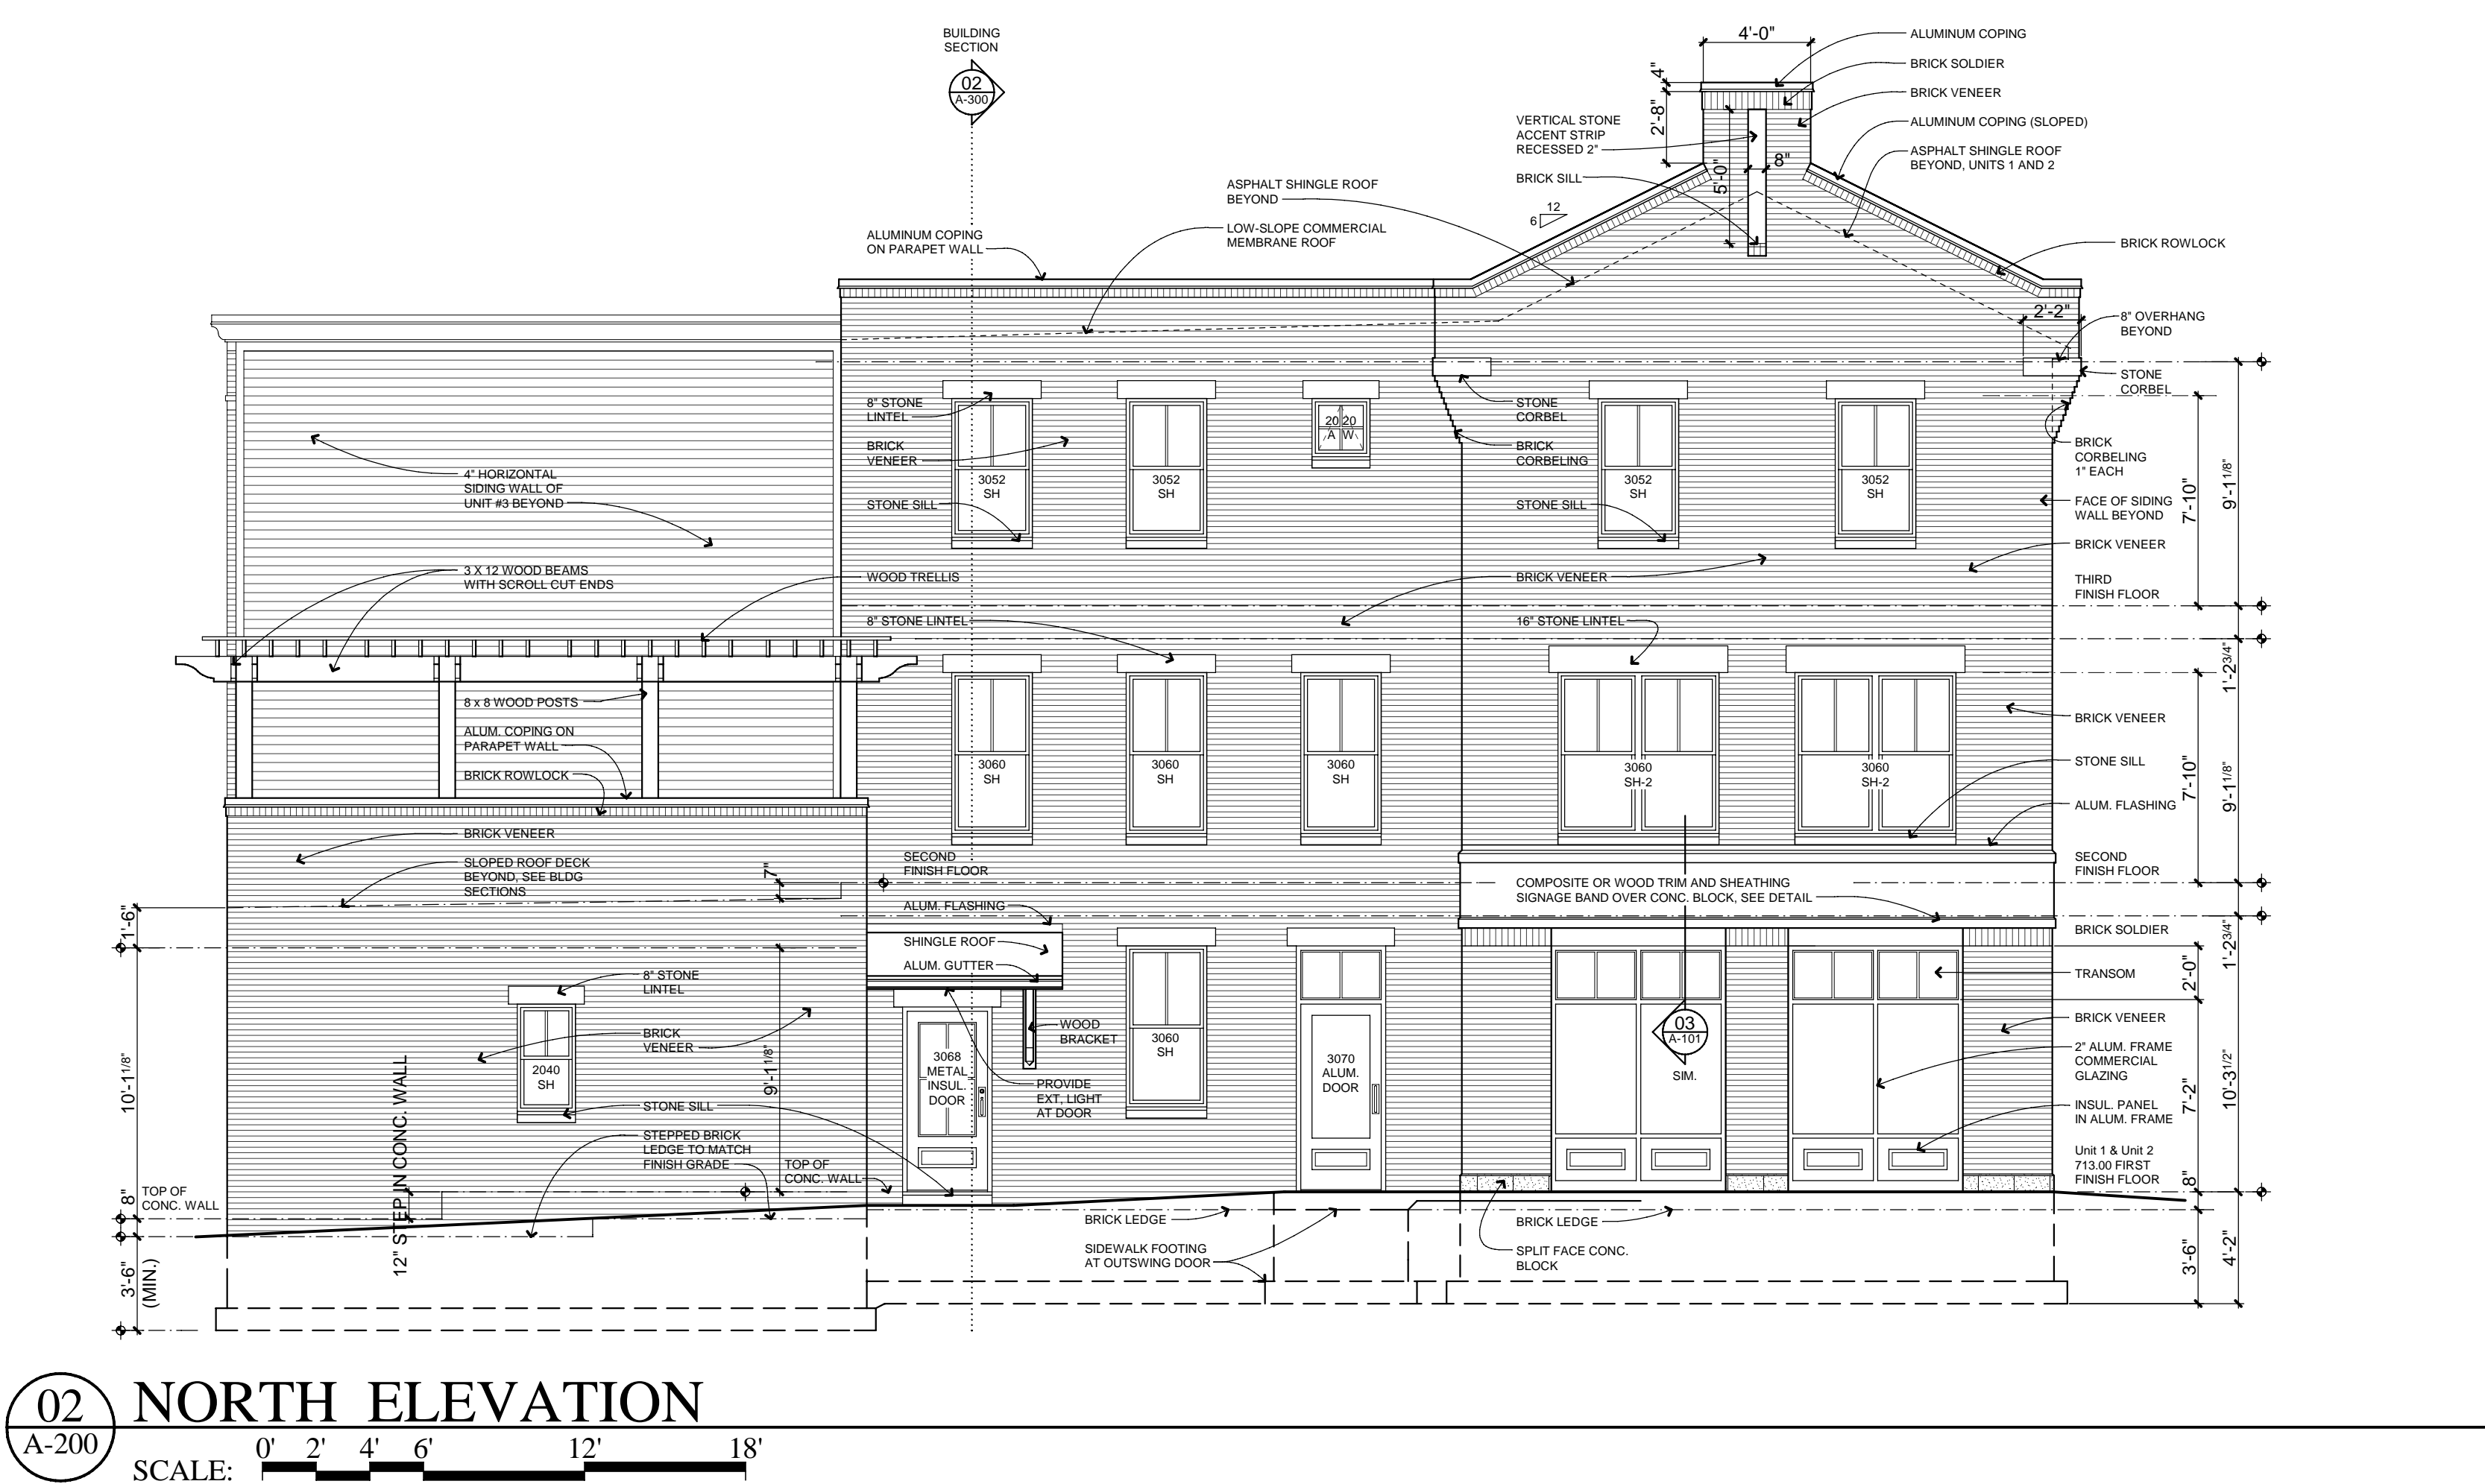 BUILDING
SECTION
02
A-300
4'-0"
4"
2'-8"
5'-0"
8"
ALUMINUM COPING
BRICK SOLDIER
BRICK VENEER
ALUMINUM COPING (SLOPED)
ASPHALT SHINGLE ROOF
BEYOND, UNITS 1 AND 2
VERTICAL STONE
ACCENT STRIP
RECESSED 2"
BRICK SILL
12
6
ASPHALT SHINGLE ROOF
BEYOND
LOW-SLOPE COMMERCIAL
MEMBRANE ROOF
ALUMINUM COPING
ON PARAPET WALL
BRICK ROWLOCK
2'-2"
8" OVERHANG
BEYOND
STONE
CORBEL
8" STONE
LINTEL
BRICK
VENEER
STONE SILL
3052
SH
3052
SH
20 20
A W
STONE
CORBEL
BRICK
CORBELING
STONE SILL
3052
SH
3052
SH
BRICK
CORBELING
1" EACH
FACE OF SIDING
WALL BEYOND
BRICK VENEER
THIRD
FINISH FLOOR
7'-10"
9'-1 1/8"
4" HORIZONTAL
SIDING WALL OF
UNIT #3 BEYOND
3 X 12 WOOD BEAMS
WITH SCROLL CUT ENDS
WOOD TRELLIS
BRICK VENEER
8" STONE LINTEL
16" STONE LINTEL
1'-2 3/4"
8 x 8 WOOD POSTS
ALUM. COPING ON
PARAPET WALL
BRICK ROWLOCK
3060
SH
3060
SH
3060
SH
3060
SH-2
3060
SH-2
BRICK VENEER
STONE SILL
ALUM. FLASHING
7'-10"
9'-1 1/8"
BRICK VENEER
SLOPED ROOF DECK
BEYOND, SEE BLDG
SECTIONS
7"
SECOND
FINISH FLOOR
COMPOSITE OR WOOD TRIM AND SHEATHING
SIGNAGE BAND OVER CONC. BLOCK, SEE DETAIL
SECOND
FINISH FLOOR
1'-6"
ALUM. FLASHING
SHINGLE ROOF
ALUM. GUTTER
BRICK SOLDIER
1'-2 3/4"
TRANSOM
2'-0"
8" STONE
LINTEL
BRICK
VENEER
2040
SH
STONE SILL
STEPPED BRICK
LEDGE TO MATCH
FINISH GRADE
9'-1 1/8"
10'-1 1/8"
12" STEP IN CONC. WALL
3068
METAL
INSUL.
DOOR
WOOD
BRACKET
PROVIDE
EXT, LIGHT
AT DOOR
3060
SH
3070
ALUM.
DOOR
03
A-101
SIM.
BRICK VENEER
2" ALUM. FRAME
COMMERCIAL
GLAZING
INSUL. PANEL
IN ALUM. FRAME
7'-2"
10'-3 1/2"
Unit 1 & Unit 2
713.00 FIRST
FINISH FLOOR
8"
TOP OF
CONC. WALL
8"
TOP OF
CONC. WALL
BRICK LEDGE
SIDEWALK FOOTING
AT OUTSWING DOOR
BRICK LEDGE
SPLIT FACE CONC.
BLOCK
3'-6"
(MIN.)
3'-6"
4'-2"
02
A-200
NORTH ELEVATION
SCALE:
0' 2' 4' 6' 12' 18'